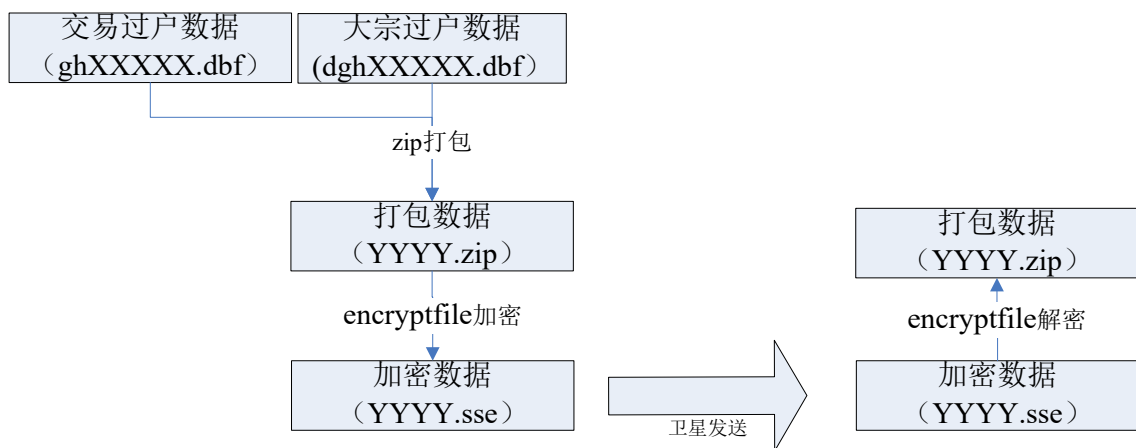 交易过户数据
（ghXXXXX.dbf）
大宗过户数据
(dghXXXXX.dbf）
zip打包
打包数据
（YYYY.zip）
encryptfile加密
加密数据
（YYYY.sse）
卫星发送
打包数据
（YYYY.zip）
encryptfile解密
加密数据
（YYYY.sse）